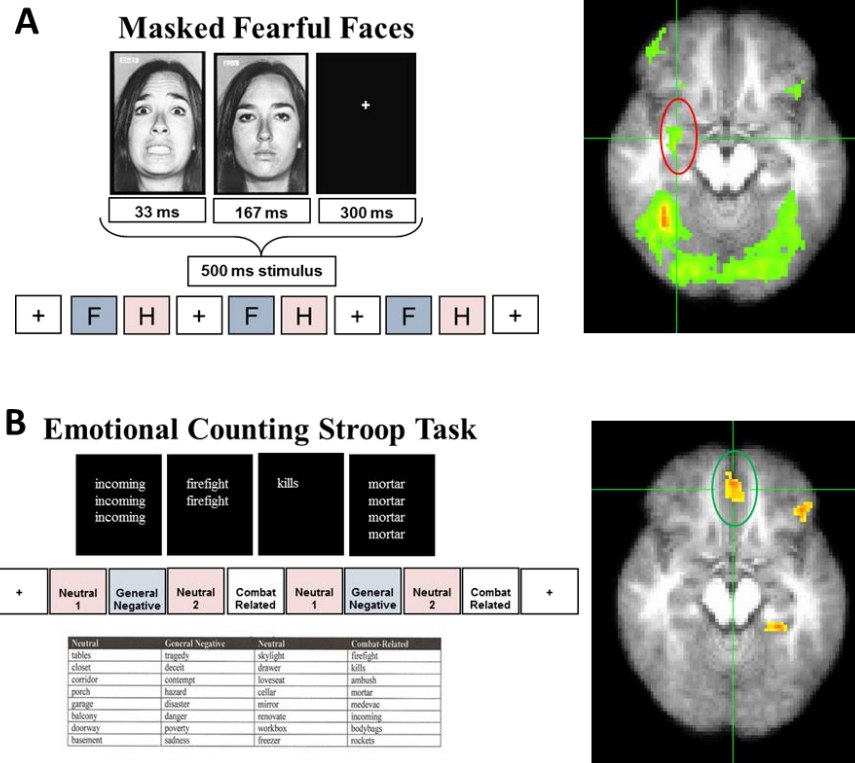 A
Masked Fearful Faces
+
33 ms
167 ms
300 ms
500 ms stimulus
+
F
H
+
F
H
+
F
H
+
B
Emotional Counting Stroop Task
incoming
incoming
incoming
firefight
firefight
kills
mortar
mortar
mortar
mortar
+
Neutral 1
General Negative
Neutral 2
Combat Related
Neutral 1
General Negative
Neutral 2
Combat Related
+
Neutral General Negative Neutral Combat-Related
tables tragedy skylight firefight
closet deceit drawer kills
corridor contempt loveseat ambush
porch hazard cellar mortar
garage disaster mirror medevac
balcony danger renovate incoming
doorway poverty workbox bodybags
basement sadness freezer rockets